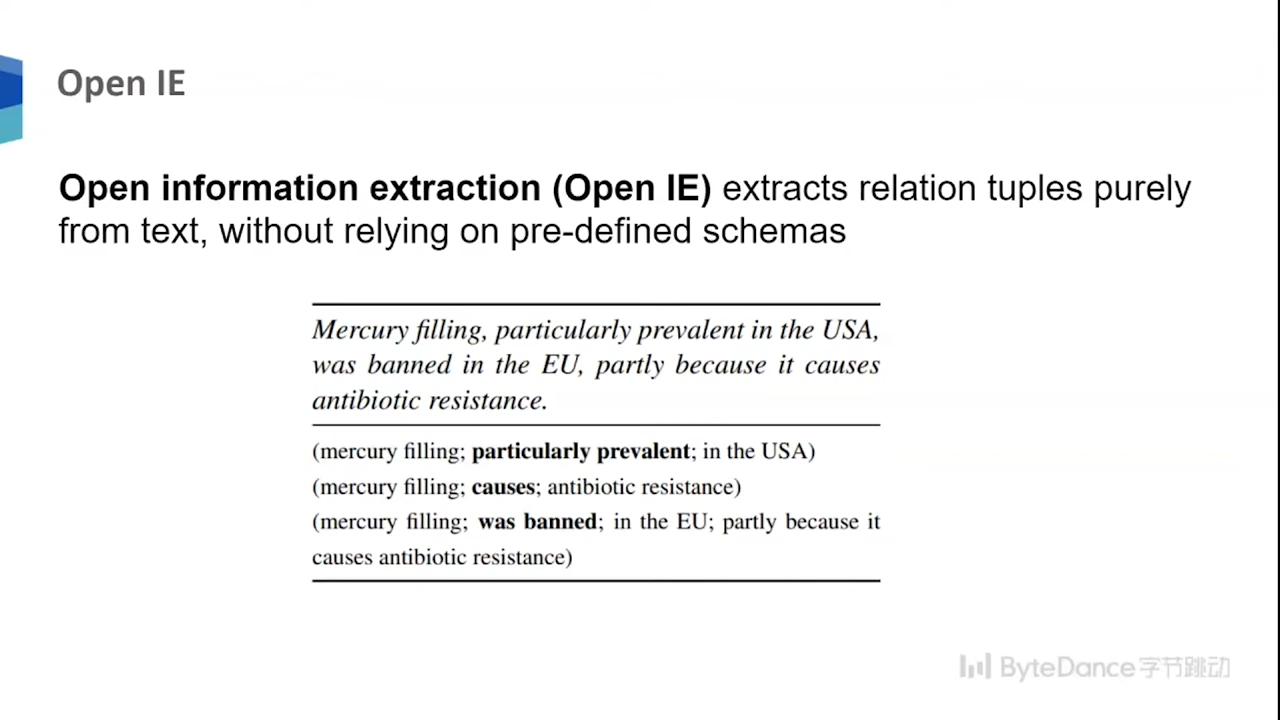 Open IE
Open information extraction (Open IE) extracts relation tuples purely
from text, without relying on pre-defined schemas
Mercury filling, particularly prevalent in the USA,
was banned in the EU, partly because it causes
antibiotic resistance.
(mercury filling; particularly prevalent; in the USA)
(mercury filling; causes; antibiotic resistance)
(mercury filling; was banned; in the EU; partly because it
causes antibiotic resistance)
ByteDance字节跳动